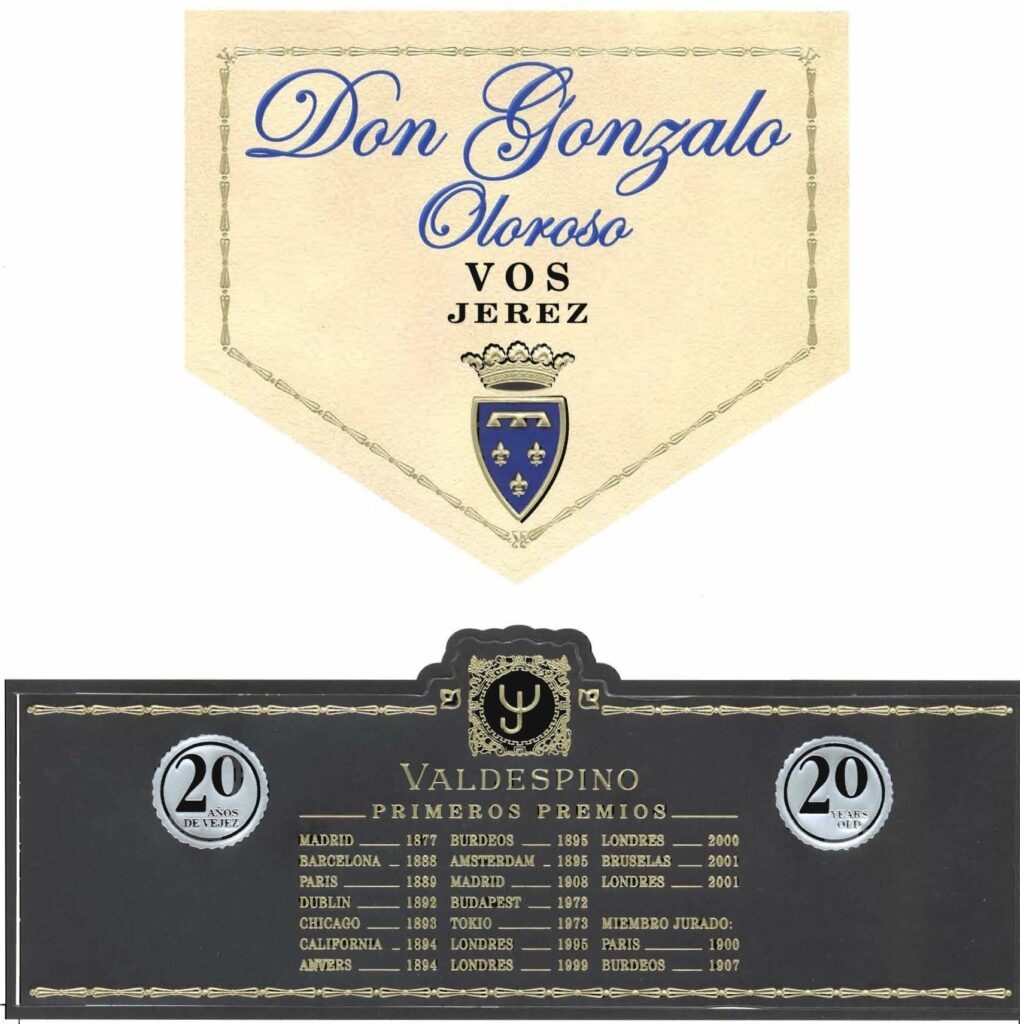 Don Gonzalo
Oloroso
VOS
JEREZ
VALDESPINO
PRIMEROS PREMIOS
20
AÑOS
DE VEJEZ
20
YEARS
OLD
MADRID 1877
BARCELONA 1888
PARIS 1889
DUBLIN 1892
CHICAGO 1893
CALIFORNIA 1894
ANVERS 1894
BURDEOS 1895
AMSTERDAM 1895
MADRID 1908
BUDAPEST 1972
TOKIO 1973
LONDRES 1995
LONDRES 1999
LONDRES 2000
BRUSELAS 2001
LONDRES 2001
MIEMBRO JURADO:
PARIS 1900
BURDEOS 1907